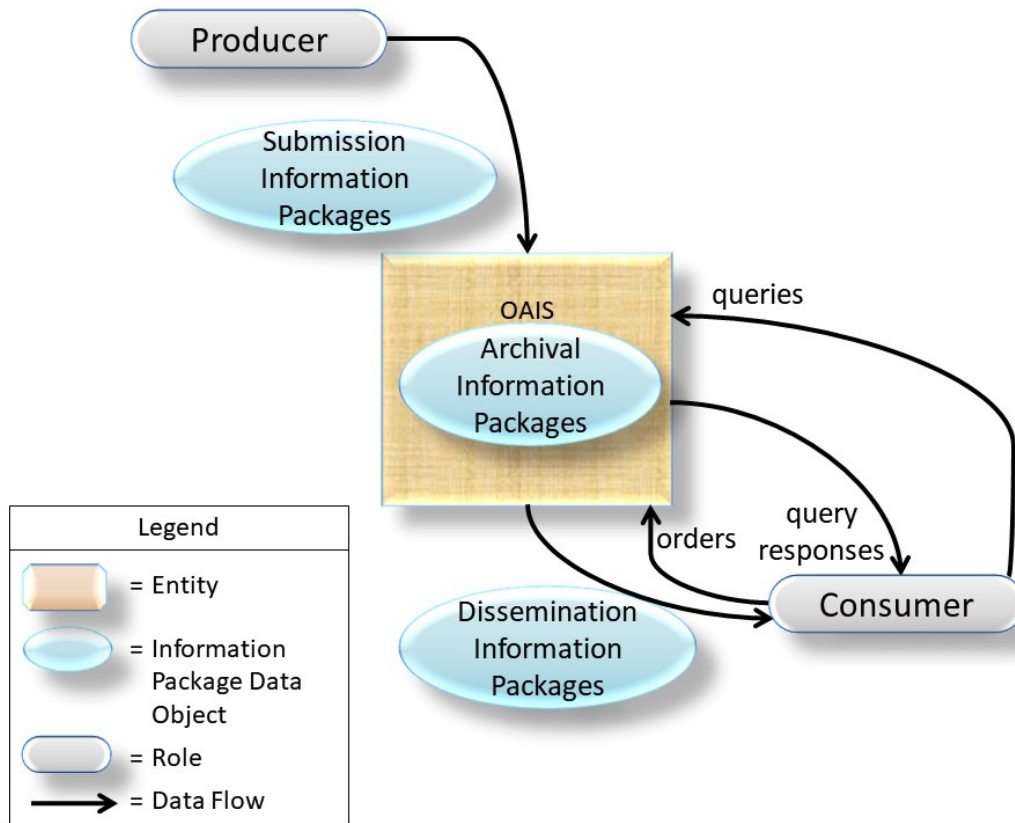 Producer
Submission
Information
Packages
queries
OAIS
Archival
Information
Packages
orders
query
responses
Consumer
Dissemination
Information
Packages
Legend
= Entity
= Information
Package Data
Object
= Role
= Data Flow